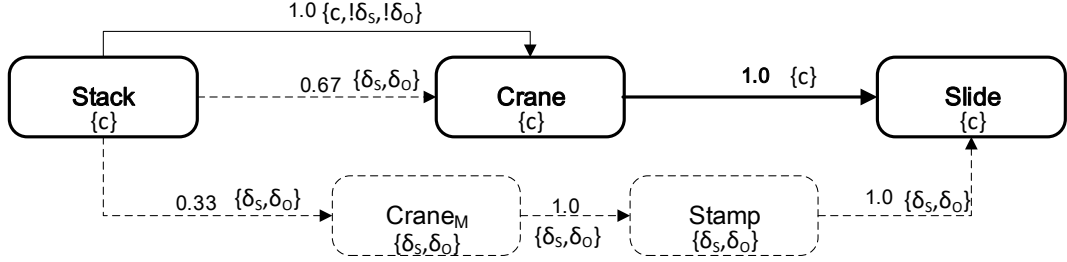 1.0 {c,!δS,!δO}
Stack
{c}
0.67 {δS,δO}
Crane
{c}
1.0 {c}
Slide
{c}
0.33 {δS,δO}
CraneM
{δS,δO}
1.0
{δS,δO}
Stamp
{δS,δO}
1.0 {δS,δO}